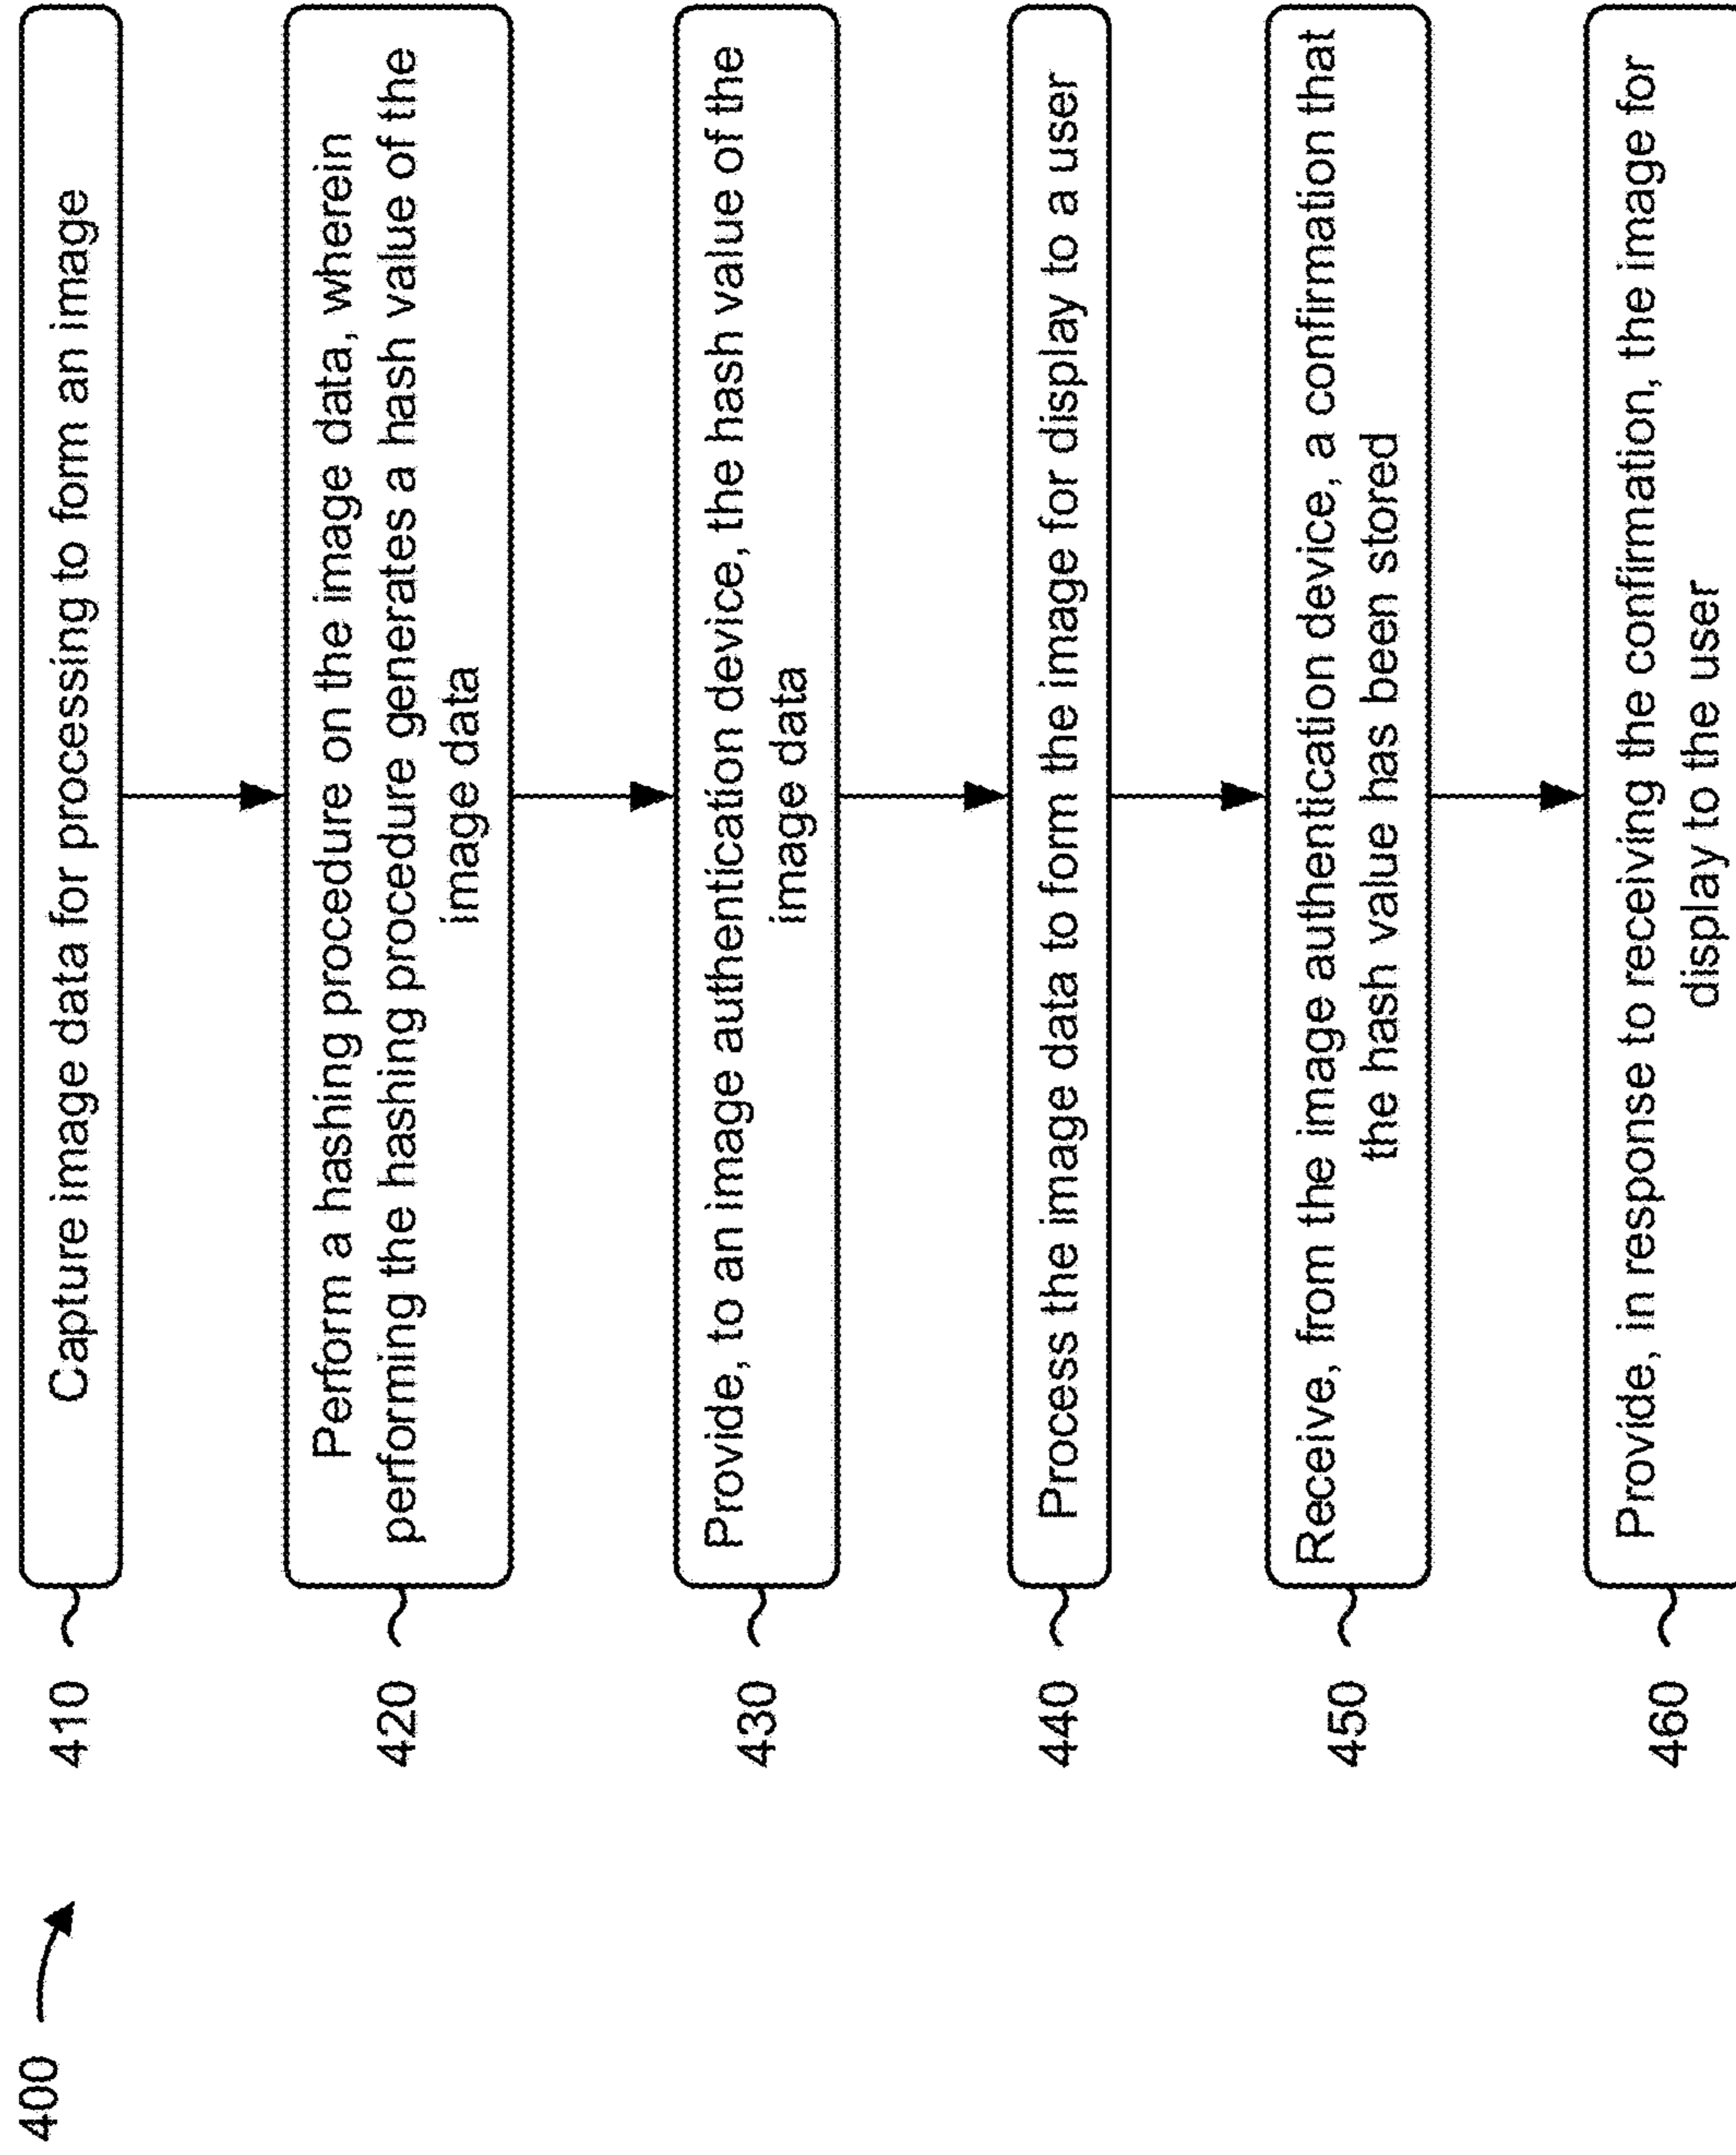 400
410
Capture image data for processing to form an image
420
Perform a hashing procedure on the image data, wherein
performing the hashing procedure generates a hash value of the
image data
430
Provide, to an image authentication device, the hash value of the
image data
440
Process the image data to form the image for display to a user
450
Receive, from the image authentication device, a confirmation that
the hash value has been stored
460
Provide, in response to receiving the confirmation, the image for
display to the user